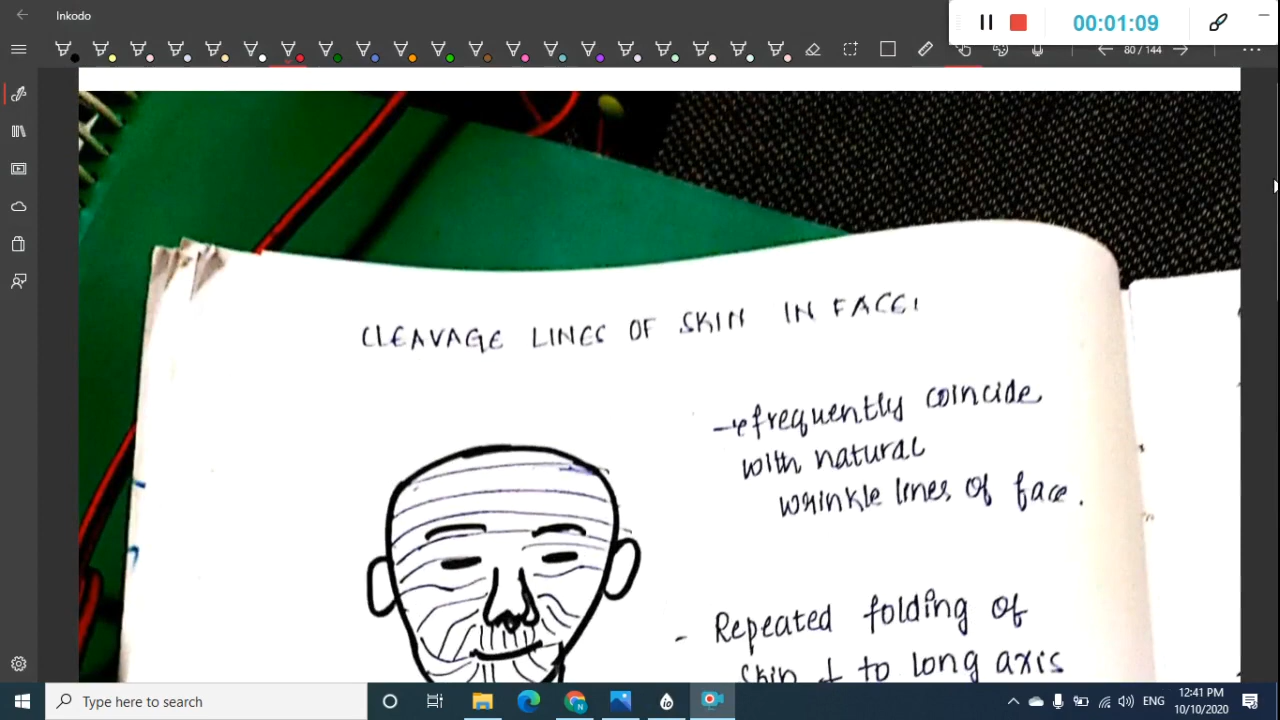 Inkodo
00:01:09
80 / 144
CLEAVAGE LINES OF SKIN IN FACE
→ frequently coincide
with natural
wrinkle lines of face.
- Repeated folding of
skin ⊥ to long axis
Type here to search
ENG
12:41 PM
10/10/2020